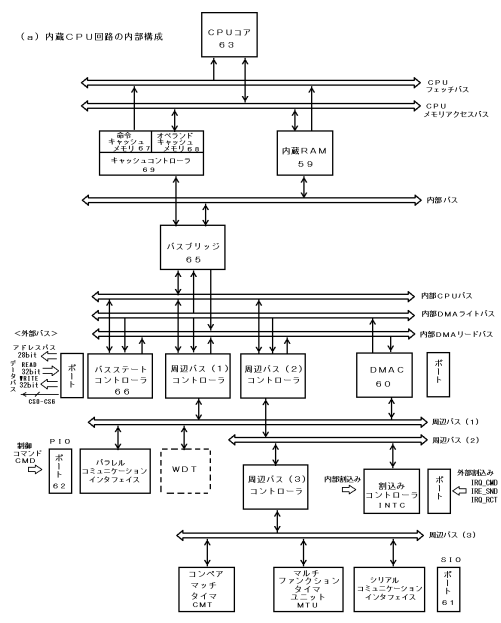 (a) 内蔵CPU回路の内部構成
CPUコア
63
CPU
フェッチバス
CPU
メモリアクセスバス
命令
キャッシュ
メモリ67
オペランド
キャッシュ
メモリ68
キャッシュコントローラ
69
内蔵RAM
59
内部バス
バスブリッジ
65
内部CPUバス
内部DMAライトバス
内部DMAリードバス
<外部バス>
アドレスバス
28bit
データバス
READ
32bit
WRITE
32bit
CS0-CS6
ポート
バスステート
コントローラ
66
周辺バス(1)
コントローラ
周辺バス(2)
コントローラ
DMAC
60
ポート
周辺バス(1)
周辺バス(2)
制御
コマンド
CMD
PIO
ポート
62
パラレル
コミュニケーション
インタフェイス
WDT
周辺バス(3)
コントローラ
内部割込み
割込み
コントローラ
INTC
ポート
外部割込み
IRQ_CMD
IRE_SND
IRQ_RCT
周辺バス(3)
コンペア
マッチ
タイマ
CMT
マルチ
ファンクション
タイマ
ユニット
MTU
シリアル
コミュニケーション
インタフェイス
SIO
ポート
61